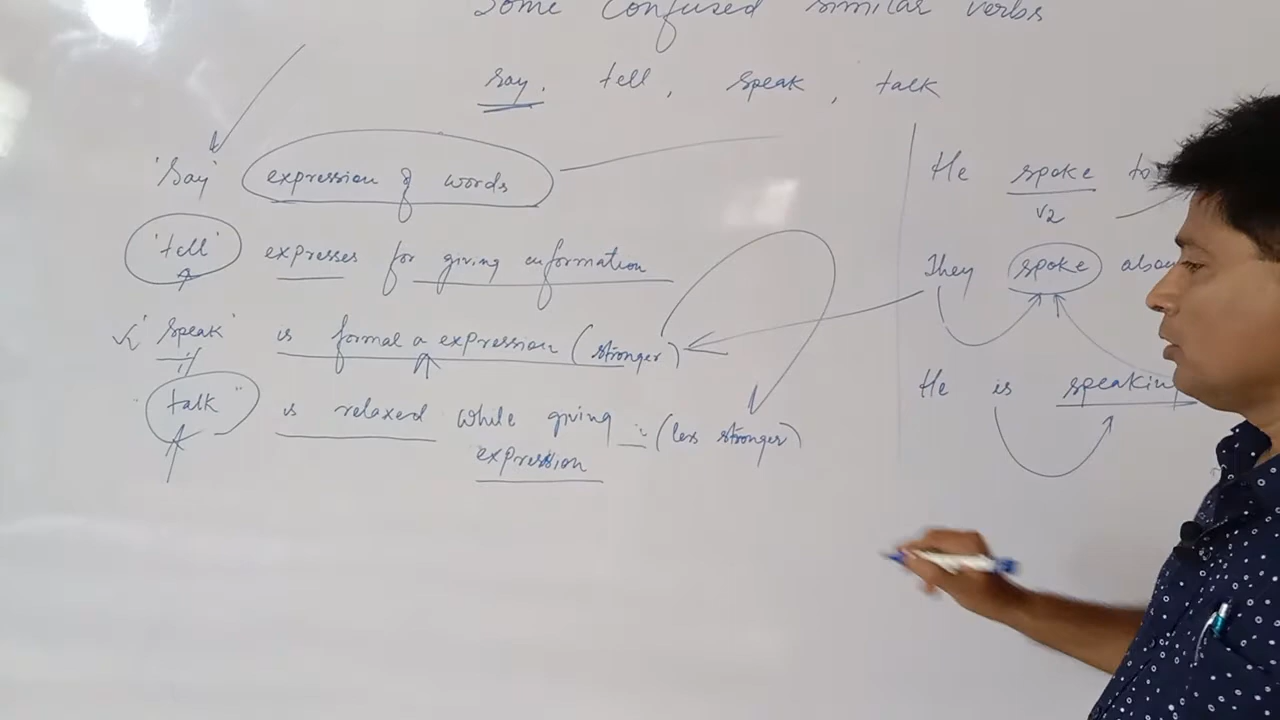 Some Confused similar verbs
say, tell, speak, talk
'Say' expression of words
'tell' expresses for giving information
'speak' is formal a expression (stronger)
talk" is relaxed while giving (less stronger)
expression
He spoke to
V2
They spoke abou
He is speaking